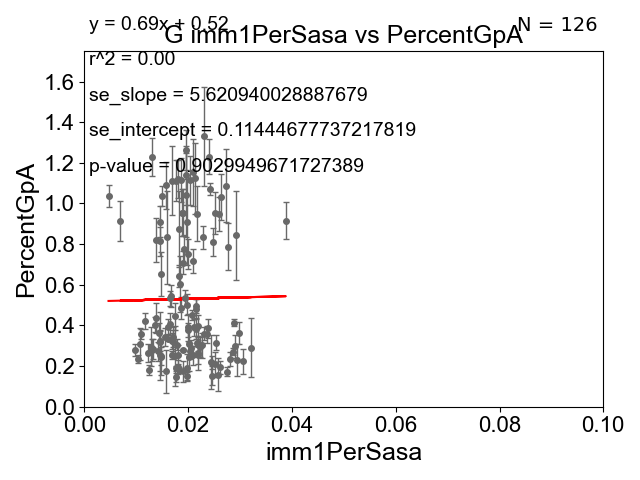 y = 0.69x + 0.52
N = 126
G imm1PerSasa vs PercentGpA
r^2 = 0.00
se_slope = 5.620940028887679
se_intercept = 0.11444677737217819
p-value = 0.9029949671727389
PercentGpA
1.6
1.4
1.2
1.0
0.8
0.6
0.4
0.2
0.0
0.00 0.02 0.04 0.06 0.08 0.10
imm1PerSasa